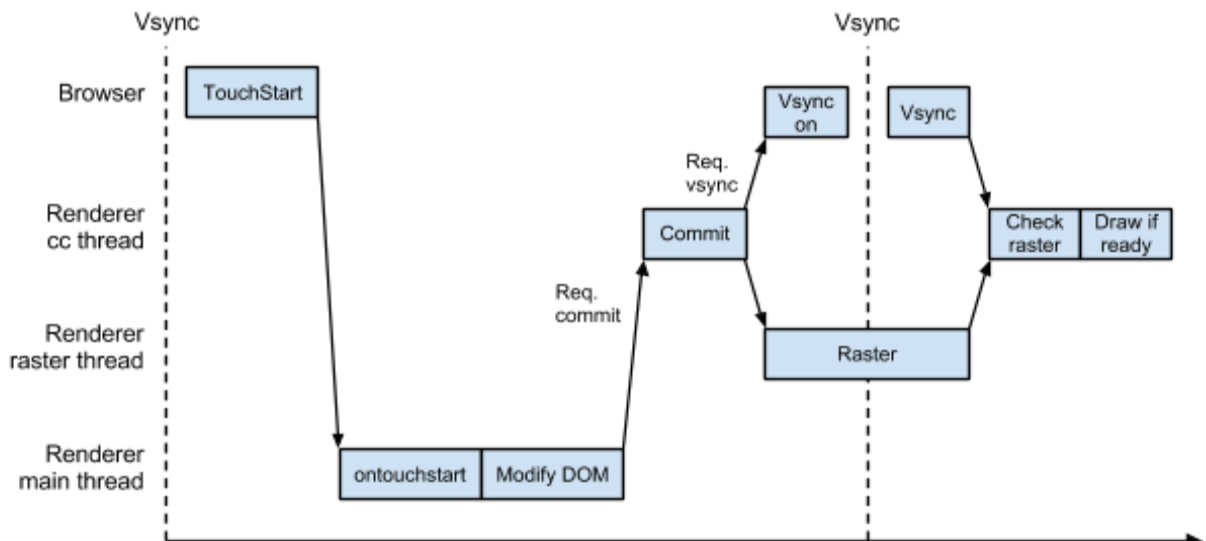 Vsync
Vsync
Browser
TouchStart
Vsync
on
Vsync
Req.
vsync
Renderer
cc thread
Commit
Check
raster
Draw if
ready
Req.
commit
Renderer
raster thread
Raster
Renderer
main thread
ontouchstart
Modify DOM